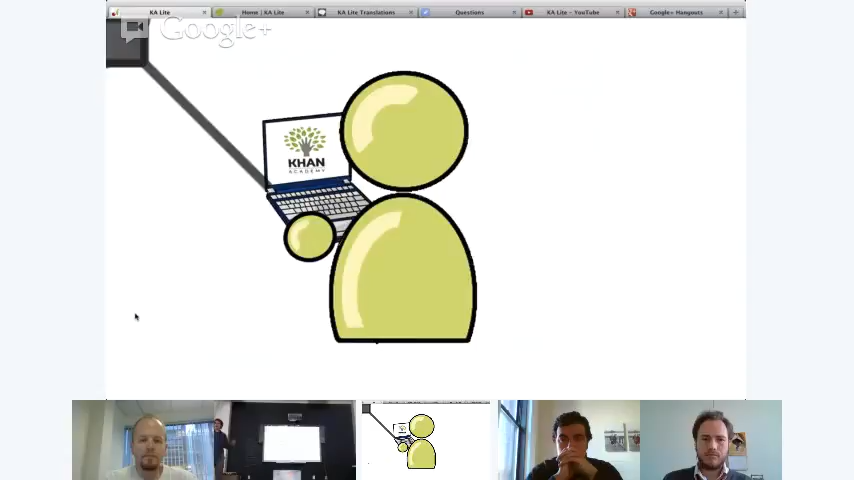 KA Lite
Home | KA Lite
KA Lite Translations
Questions
KA Lite - YouTube
Google+ Hangouts
Google+
KHAN
ACADEMY